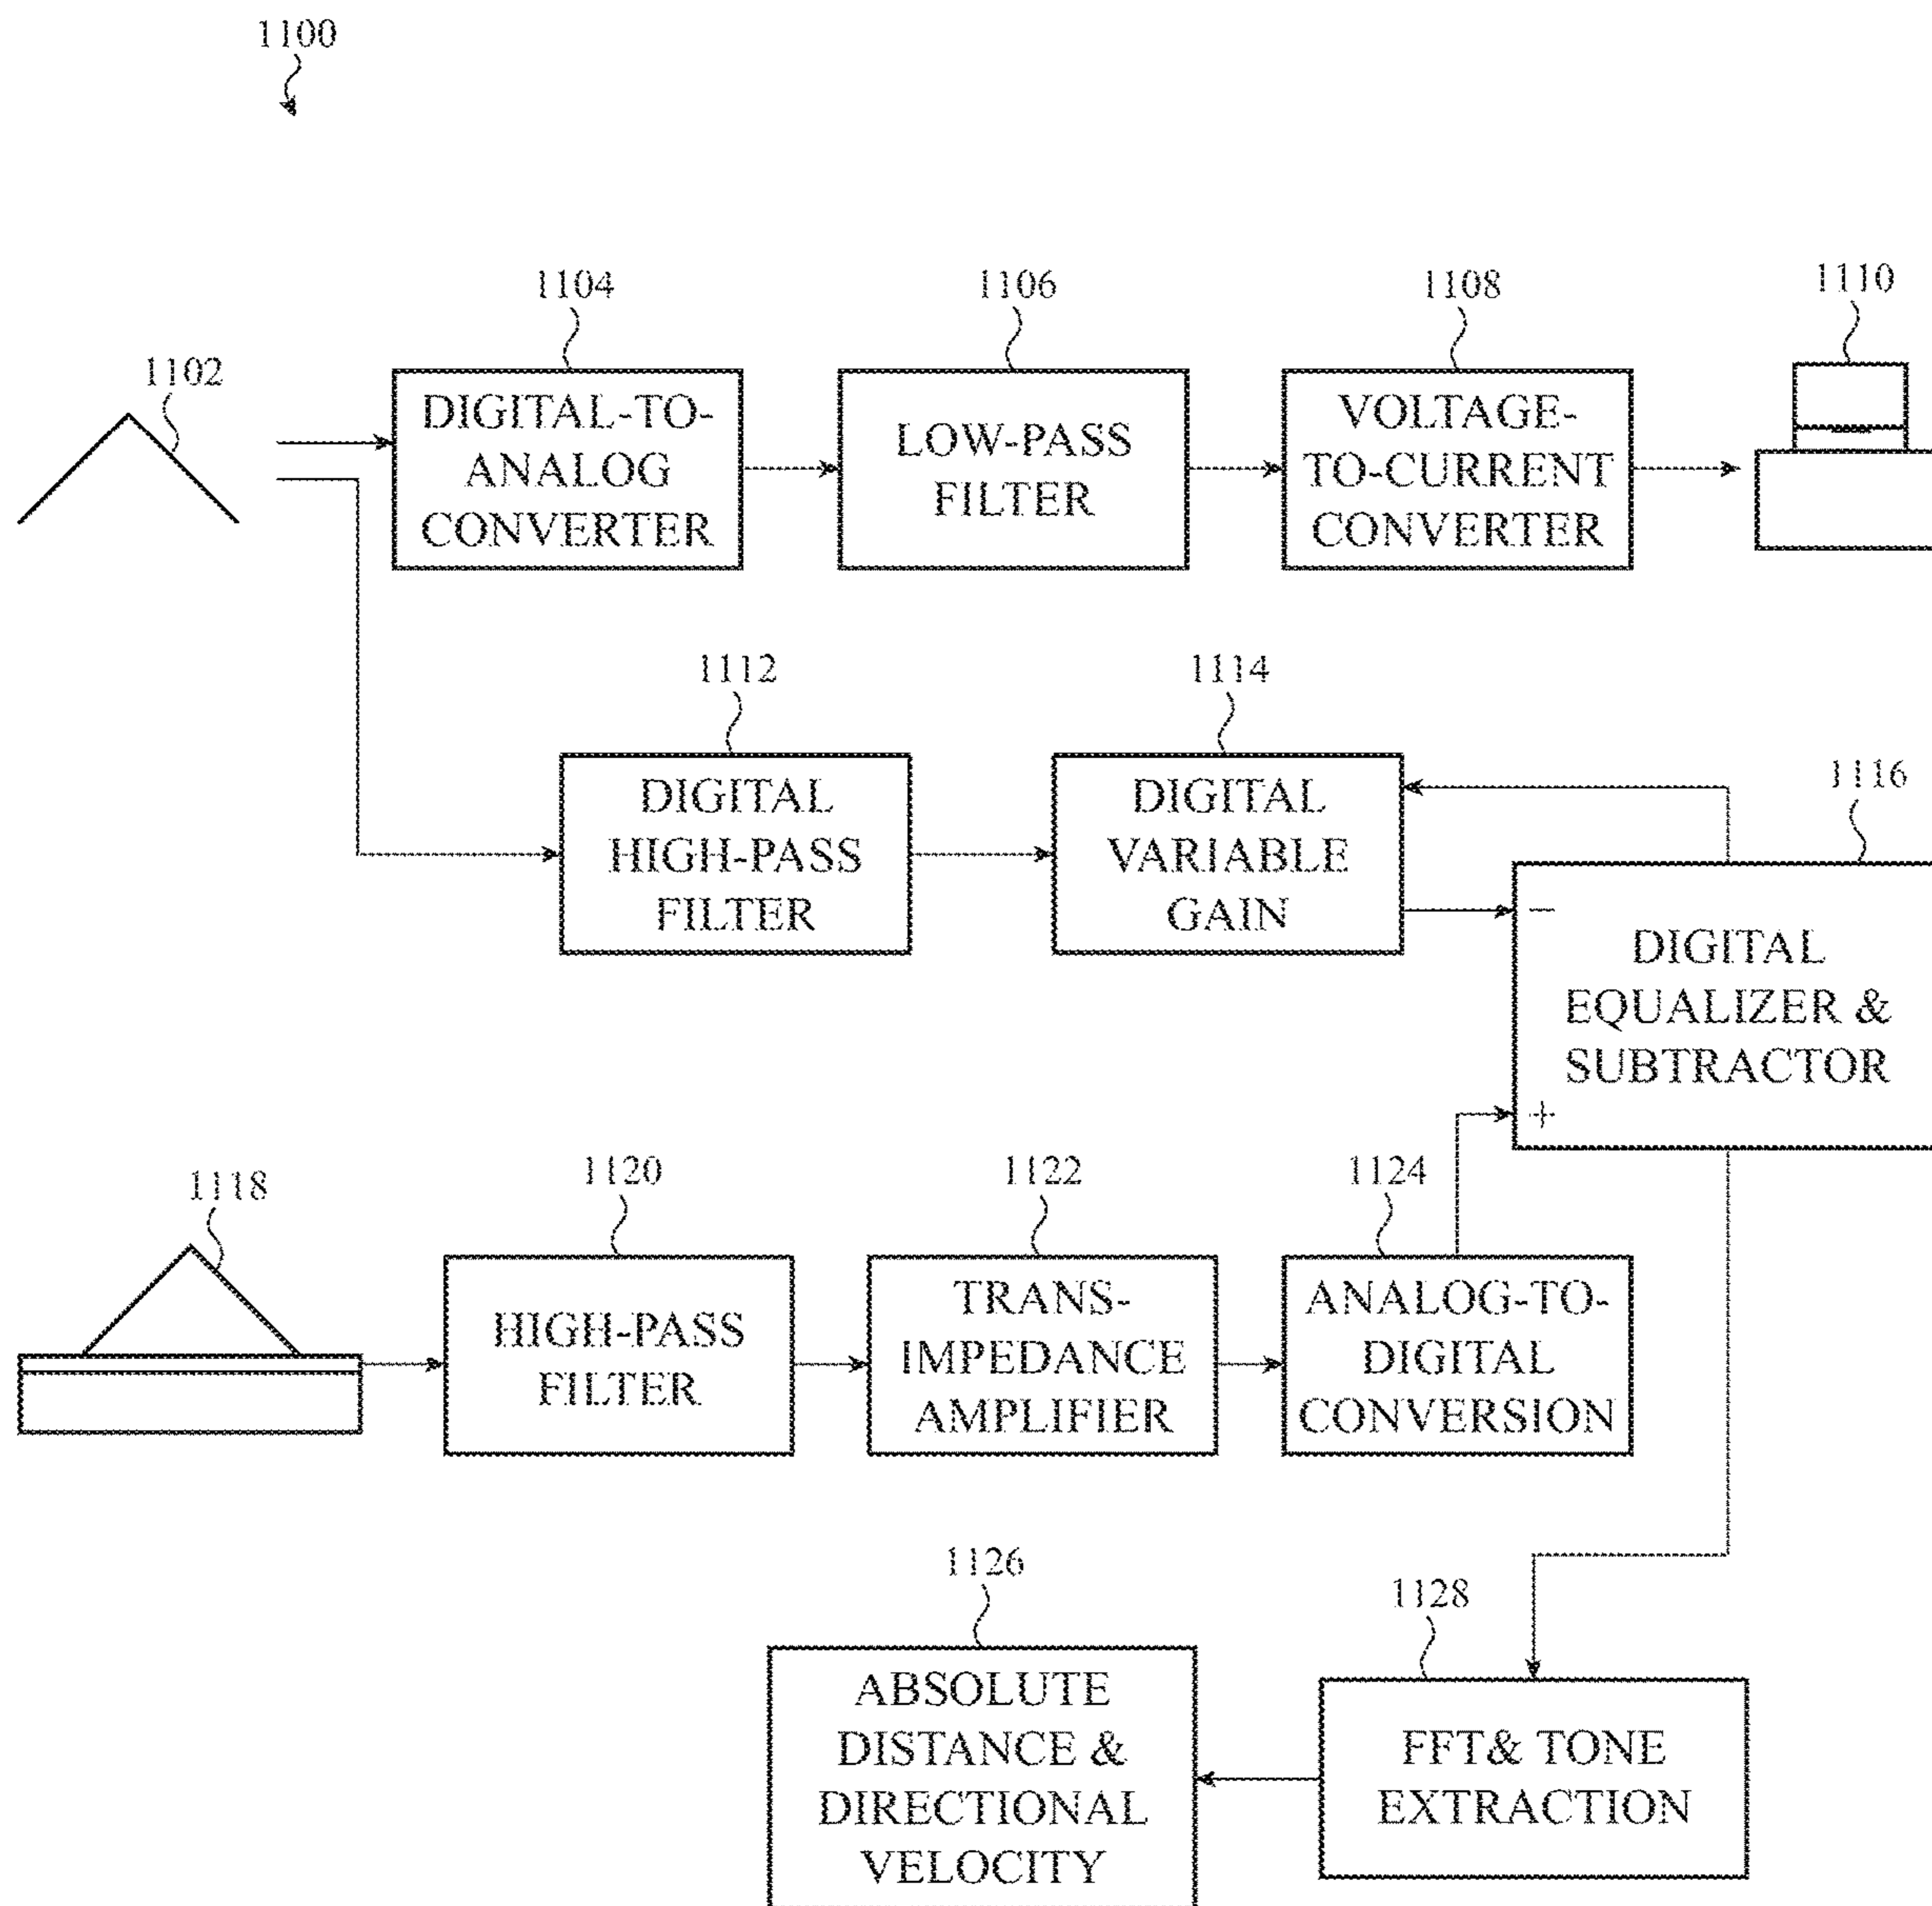 1100
1102
1104
DIGITAL-TO-
ANALOG
CONVERTER
1106
LOW-PASS
FILTER
1108
VOLTAGE-
TO-CURRENT
CONVERTER
1110
1112
DIGITAL
HIGH-PASS
FILTER
1114
DIGITAL
VARIABLE
GAIN
1116
−
DIGITAL
EQUALIZER &
SUBTRACTOR
+
1118
1120
HIGH-PASS
FILTER
1122
TRANS-
IMPEDANCE
AMPLIFIER
1124
ANALOG-TO-
DIGITAL
CONVERSION
1126
ABSOLUTE
DISTANCE &
DIRECTIONAL
VELOCITY
1128
FFT& TONE
EXTRACTION